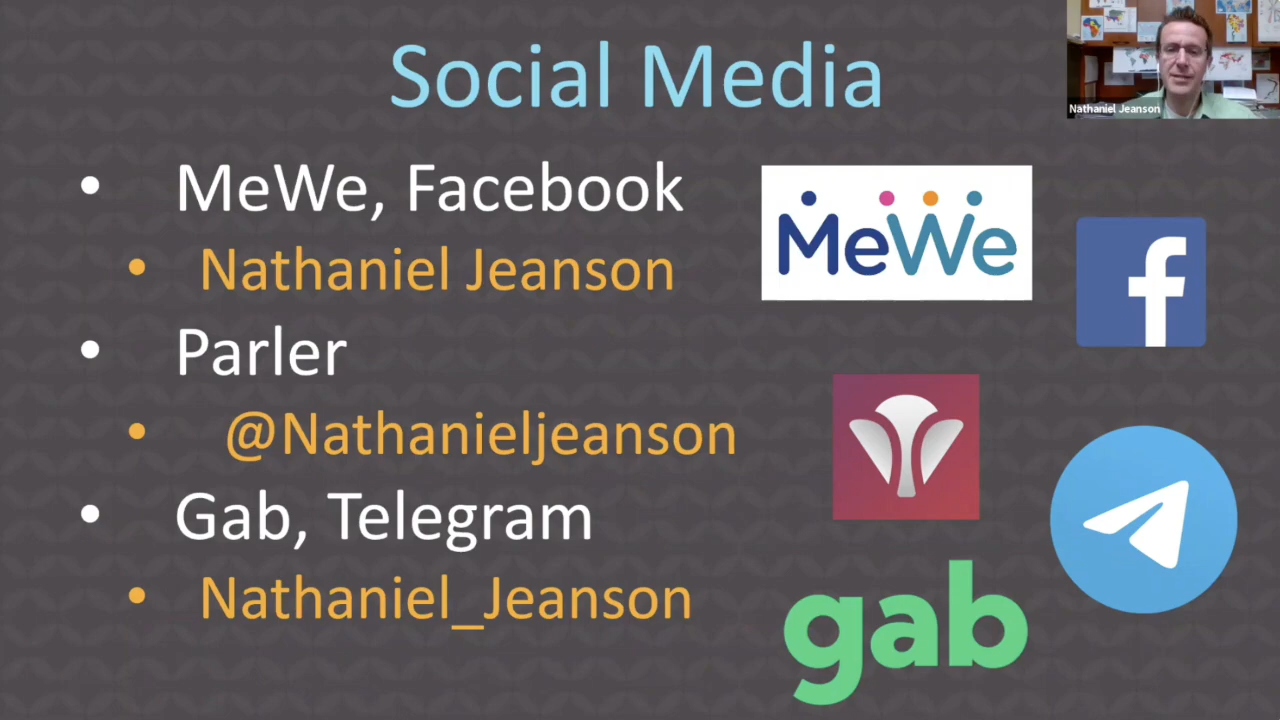 Social Media
Nathaniel Jeanson
• MeWe, Facebook
• Nathaniel Jeanson
• Parler
• @Nathanieljeanson
• Gab, Telegram
• Nathaniel_Jeanson
MeWe
f
gab